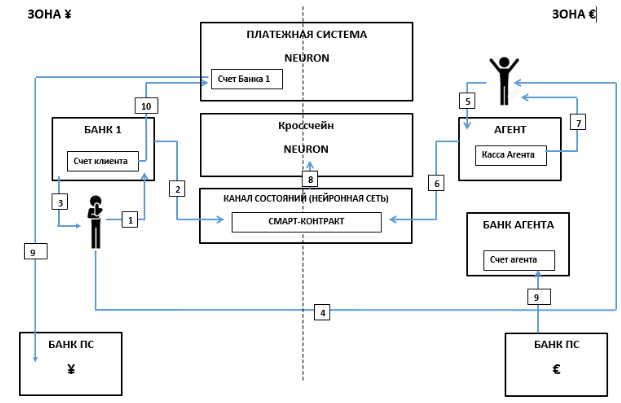 ЗОНА ¥
ЗОНА €
ПЛАТЕЖНАЯ СИСТЕМА
NEURON
Счет Банка 1
10
5
7
БАНК 1
Счет клиента
Кроссчейн
NEURON
АГЕНТ
Касса Агента
8
2
6
3
1
КАНАЛ СОСТОЯНИЙ (НЕЙРОННАЯ СЕТЬ)
СМАРТ-КОНТРАКТ
БАНК АГЕНТА
Счет агента
9
9
4
БАНК ПС
¥
БАНК ПС
€